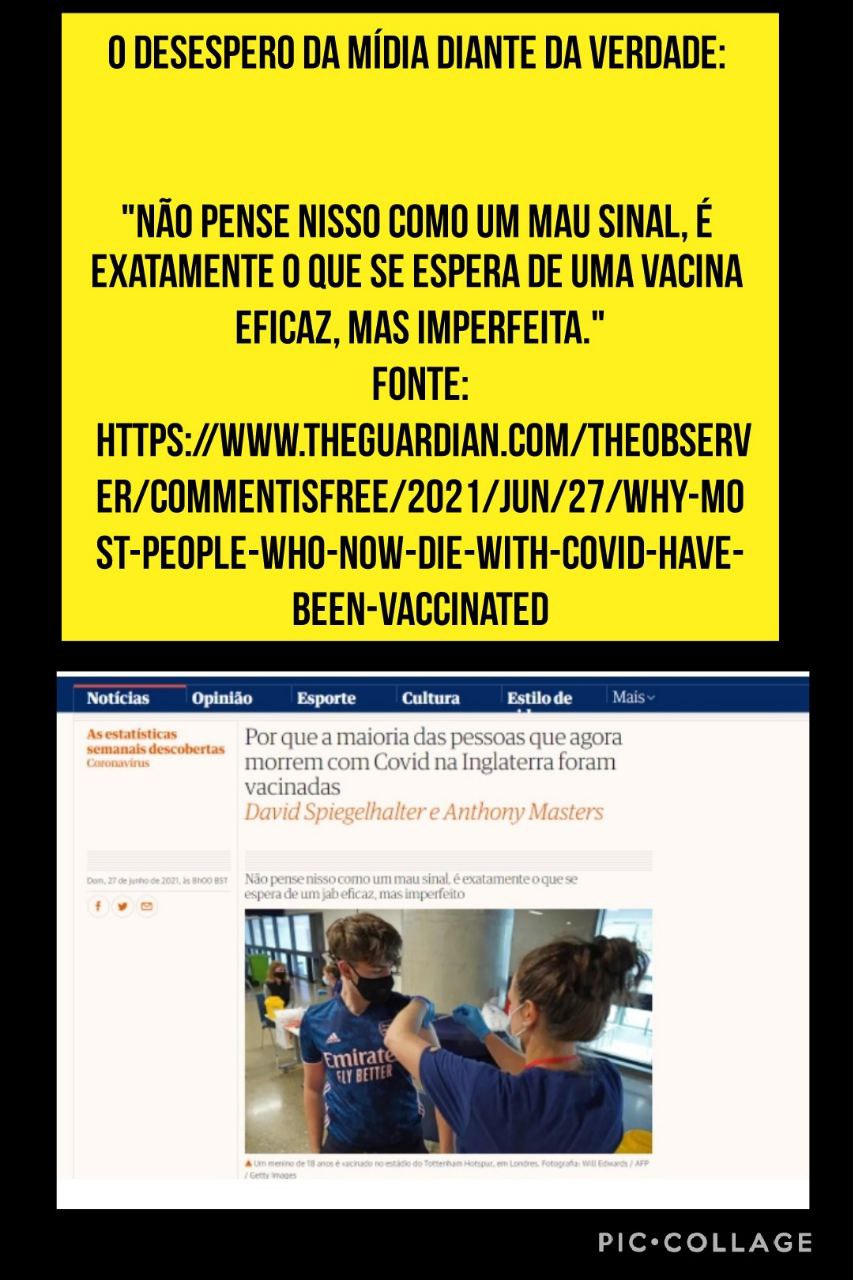 O DESESPERO DA MÍDIA DIANTE DA VERDADE:
"NÃO PENSE NISSO COMO UM MAU SINAL, É
EXATAMENTE O QUE SE ESPERA DE UMA VACINA
EFICAZ, MAS IMPERFEITA."
FONTE:
HTTPS://WWW.THEGUARDIAN.COM/THEOBSERV
ER/COMMENTISFREE/2021/JUN/27/WHY-MO
ST-PEOPLE-WHO-NOW-DIE-WITH-COVID-HAVE-
BEEN-VACCINATED
Notícias Opinião Esporte Cultura Estilo de Mais
As estatísticas
semanais descobertas
Coronavírus
Por que a maioria das pessoas que agora
morrem com Covid na Inglaterra foram
vacinadas
David Spiegelhalter e Anthony Masters
Dom, 27 de junho de 2021, às 8h00 BST
Não pense nisso como um mau sinal, é exatamente o que se
espera de um jab eficaz, mas imperfeito
Emirate
FLY BETTER
Um menino de 18 anos é vacinado no estádio do Tottenham Hotspur, em Londres. Fotografia: Will Edwards / AFP
/ Getty Images
PIC•COLLAGE